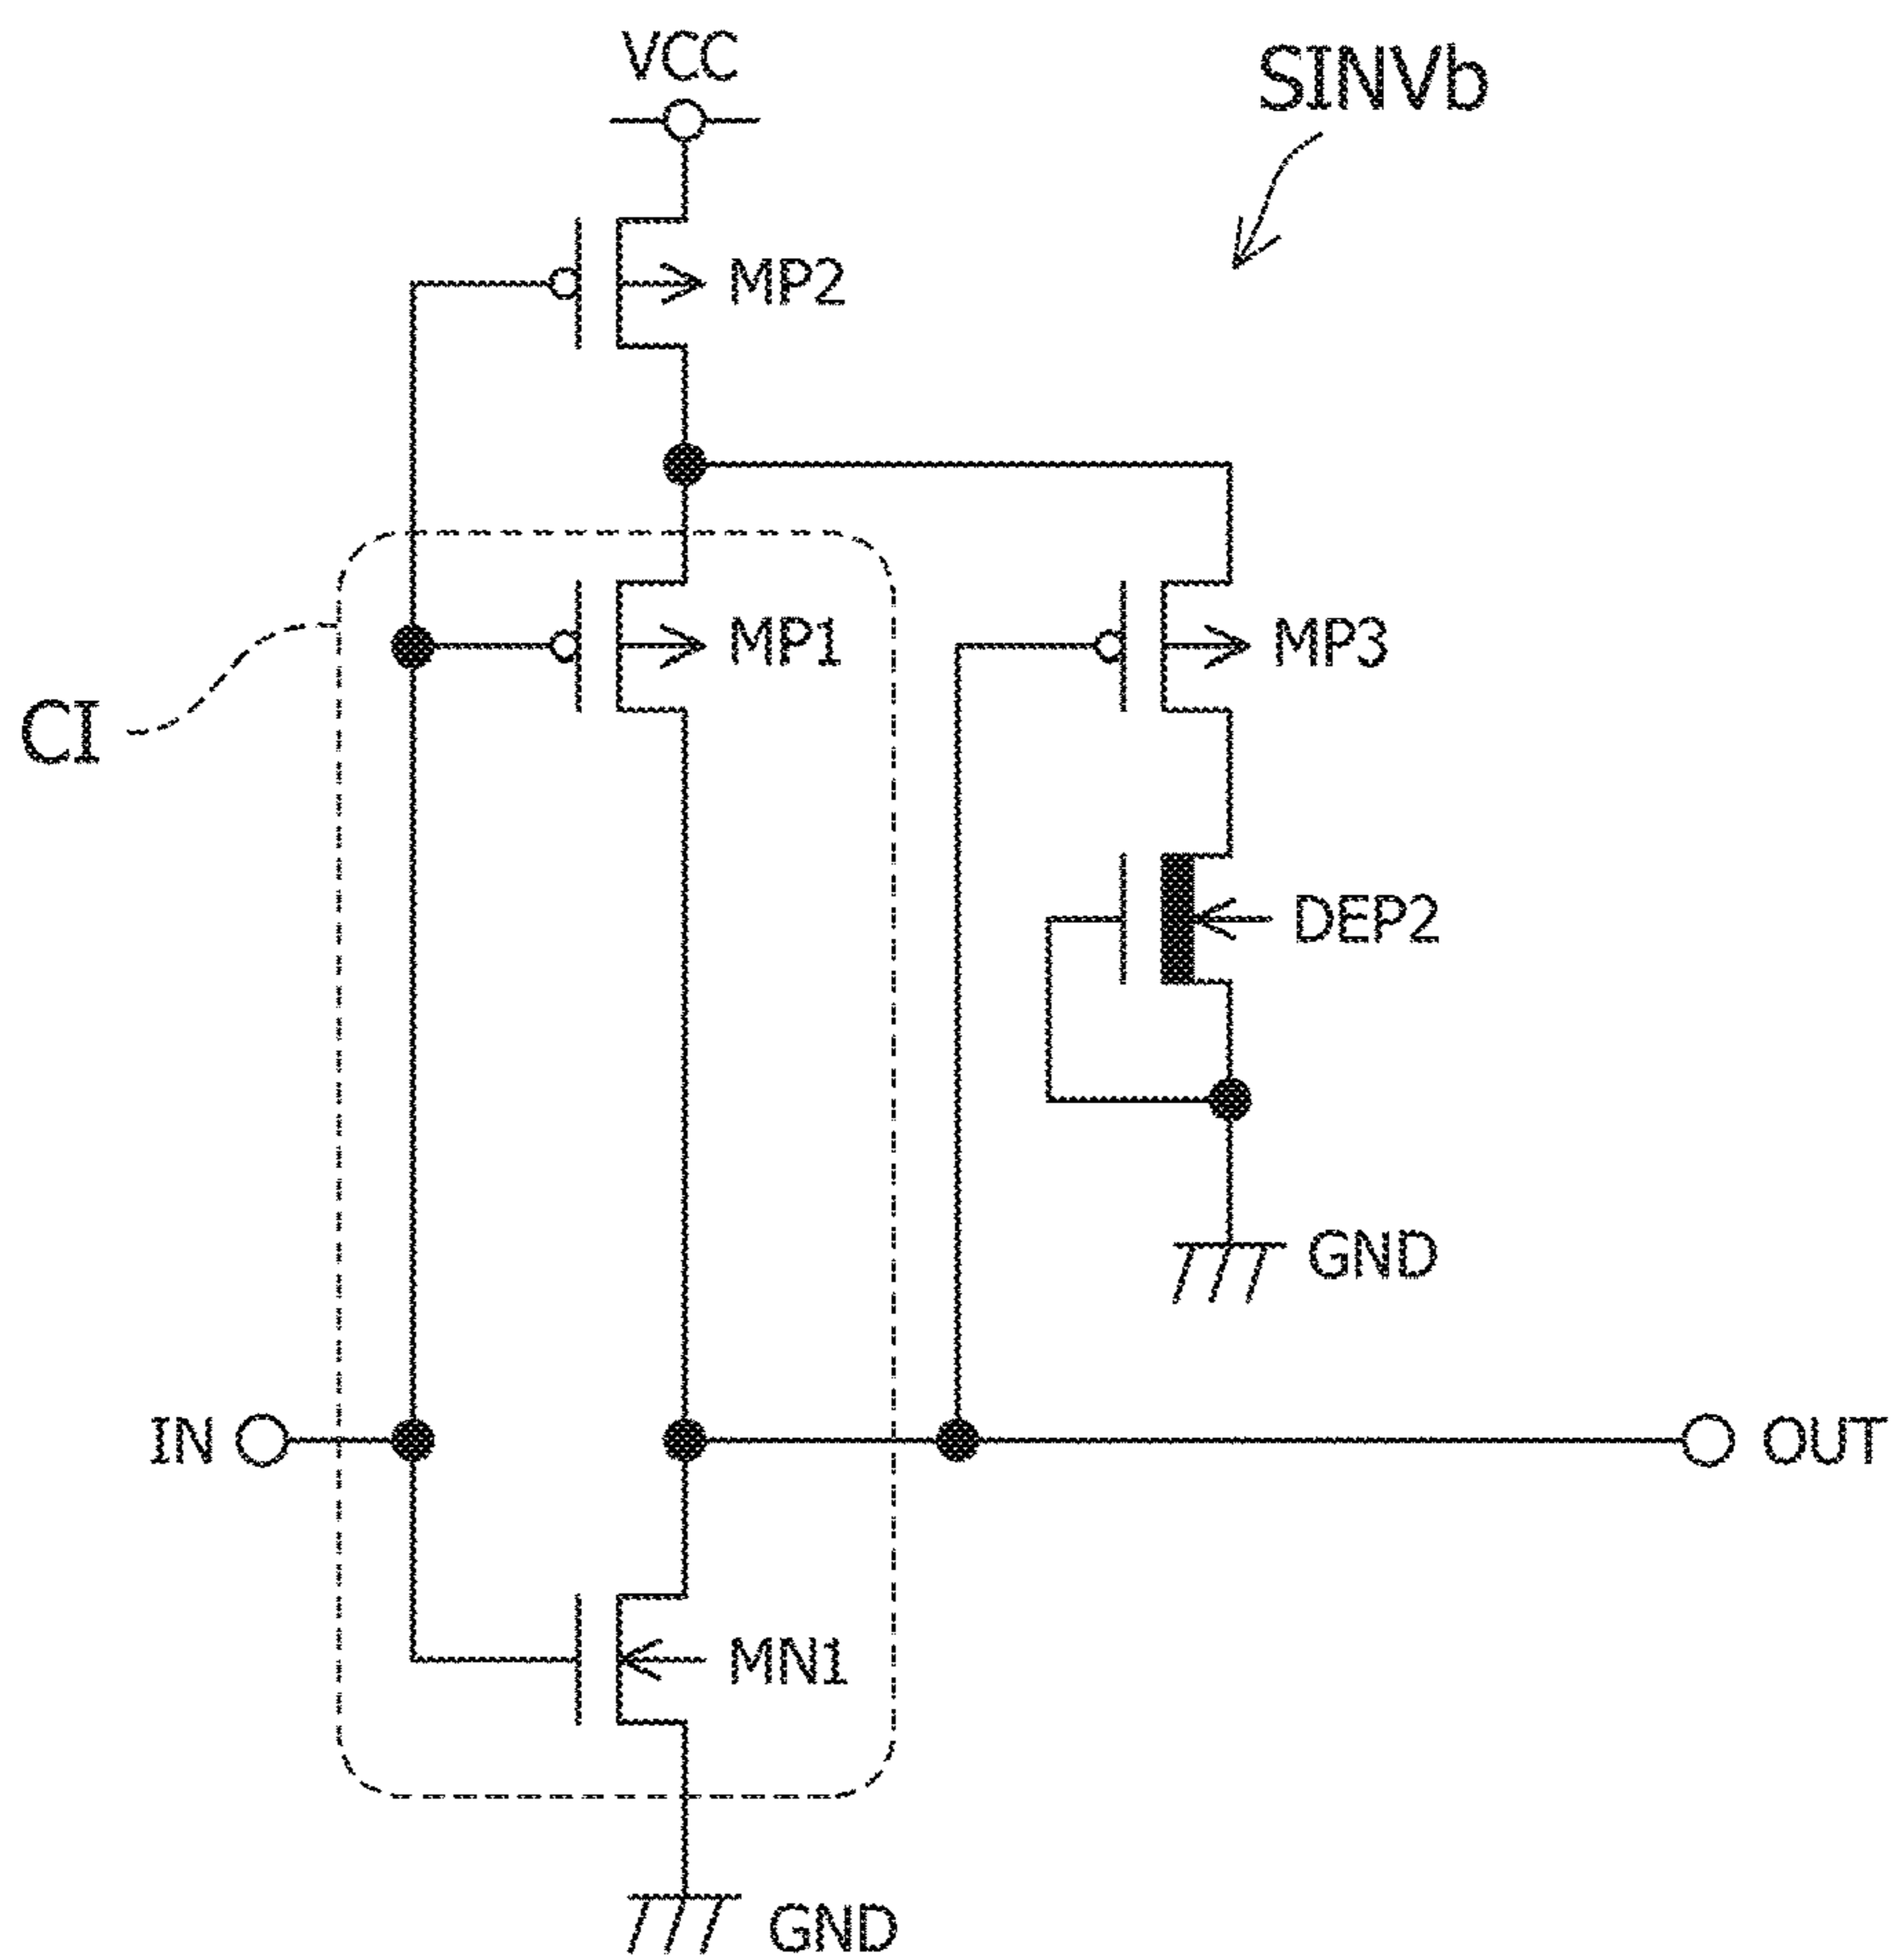 VCC
SINVb
MP2
MP1
MP3
CI
DEP2
GND
IN
OUT
MN1
GND